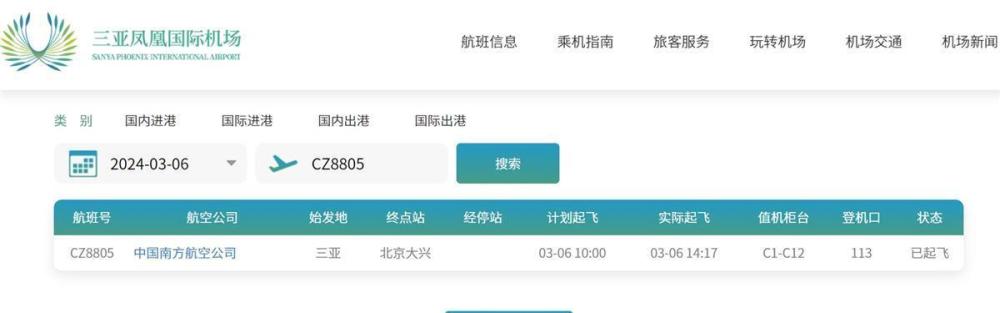 三亚凤凰国际机场
SANYA PHOENIX INTERNATIONAL AIRPORT
航班信息 乘机指南 旅客服务 玩转机场 机场交通 机场新闻
类 别 国内进港 国际进港 国内出港 国际出港
2024-03-06 CZ8805 搜索
航班号 航空公司 始发地 终点站 经停站 计划起飞 实际起飞 值机柜台 登机口 状态
CZ8805 中国南方航空公司 三亚 北京大兴 03-06 10:00 03-06 14:17 C1-C12 113 已起飞